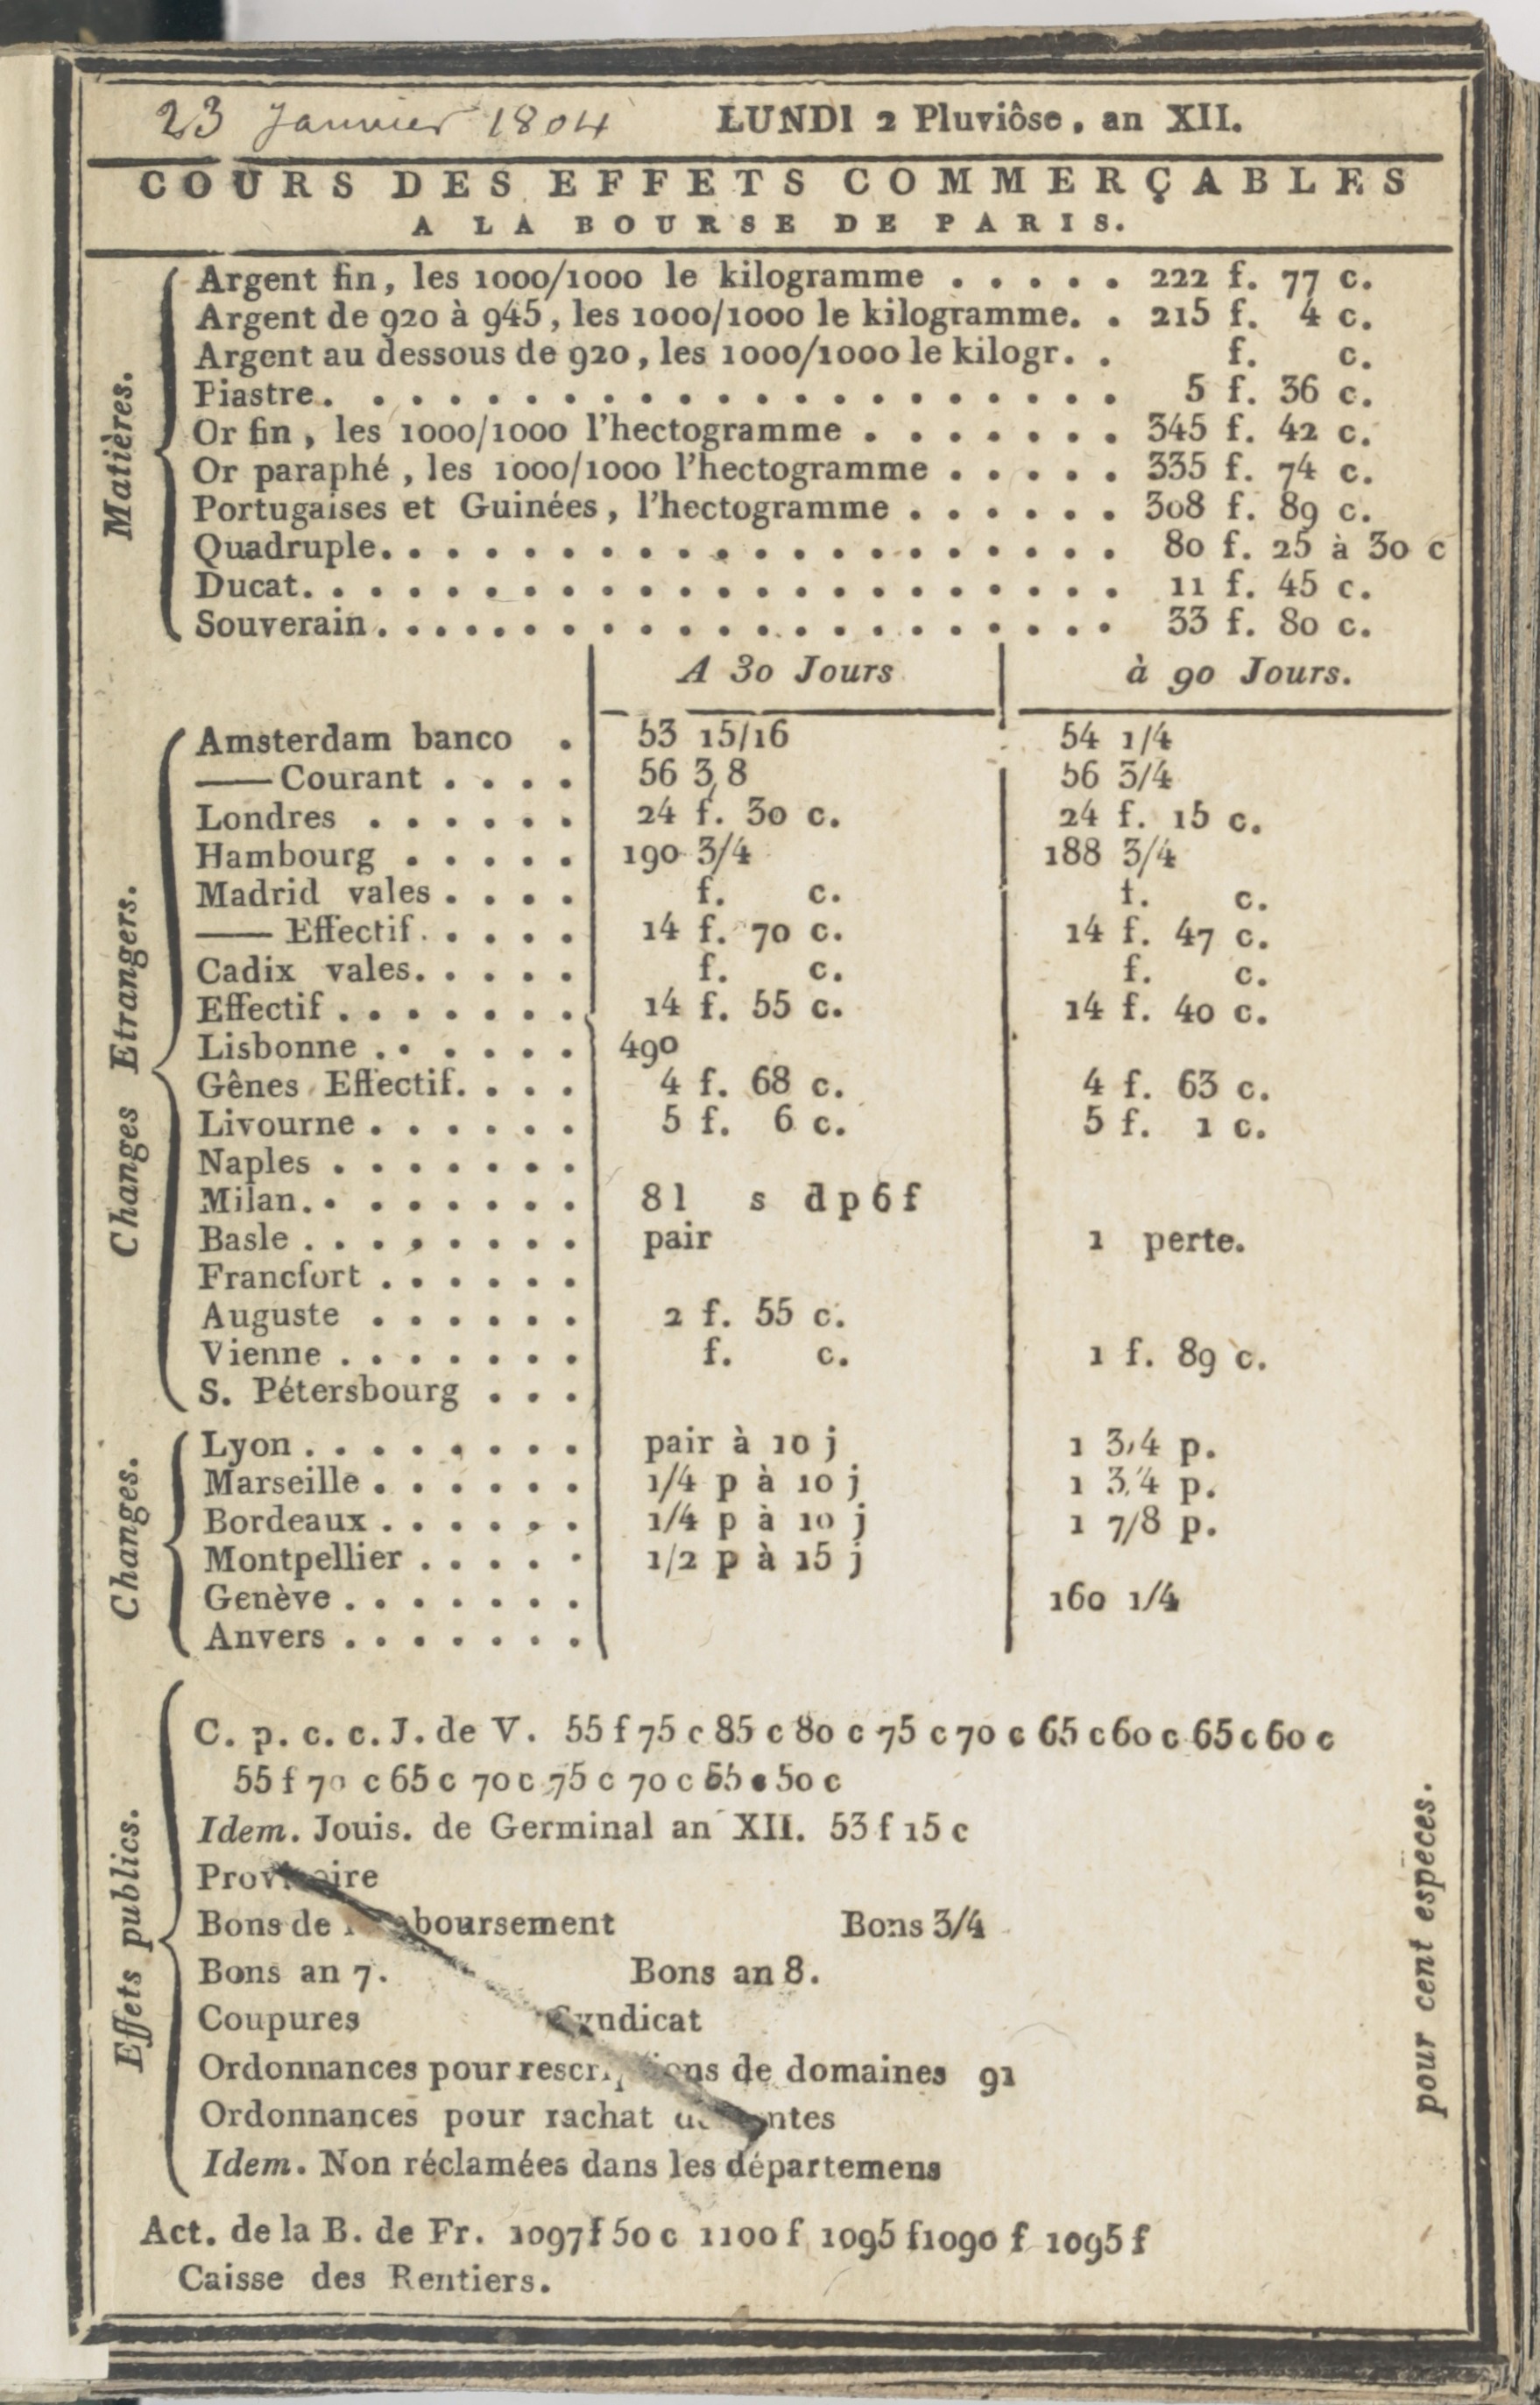 23 Janvier 1804 LUNDI 2 Pluviôse, an XII.
COURS DES EFFETS COMMERÇABLES
A LA BOURSE DE PARIS.
Matières.
Argent fin, les 1000/1000 le kilogramme . . . . . 222 f. 77 c.
Argent de 920 à 945, les 1000/1000 le kilogramme. . 215 f. 4 c.
Argent au dessous de 920, les 1000/1000 le kilogr. . f. c.
Piastre. . . . . . . . . . . . . . . . . . . . . 5 f. 36 c.
Or fin, les 1000/1000 l'hectogramme . . . . . . . 345 f. 42 c.
Or paraphé, les 1000/1000 l'hectogramme . . . . . 335 f. 74 c.
Portugaises et Guinées, l'hectogramme . . . . . . 308 f. 89 c.
Quadruple. . . . . . . . . . . . . . . . . . . . 80 f. 25 à 30 c
Ducat. . . . . . . . . . . . . . . . . . . . . . 11 f. 45 c.
Souverain. . . . . . . . . . . . . . . . . . . . 33 f. 80 c.
A 30 Jours à 90 Jours.
Changes Etrangers.
Amsterdam banco . 53 15/16 54 1/4
—— Courant . . . . 56 3/8 56 3/4
Londres . . . . . . 24 f. 30 c. 24 f. 15 c.
Hambourg . . . . . 190 3/4 188 3/4
Madrid vales . . . . f. c. f. c.
—— Effectif. . . . . 14 f. 70 c. 14 f. 47 c.
Cadix vales. . . . . f. c. f. c.
Effectif . . . . . . . 14 f. 55 c. 14 f. 40 c.
Lisbonne . . . . . . 490
Gênes Effectif. . . . 4 f. 68 c. 4 f. 63 c.
Livourne . . . . . . 5 f. 6 c. 5 f. 1 c.
Naples . . . . . . .
Milan. . . . . . . . 8 l s d p 6 f
Basle . . . . . . . . pair 1 perte.
Francfort . . . . . .
Auguste . . . . . . 2 f. 55 c.
Vienne . . . . . . . f. c. 1 f. 89 c.
S. Pétersbourg . . .
Changes.
Lyon . . . . . . . . pair à 10 j 1 3/4 p.
Marseille . . . . . . 1/4 p à 10 j 1 3/4 p.
Bordeaux . . . . . . 1/4 p à 10 j 1 7/8 p.
Montpellier . . . . . 1/2 p à 15 j
Genève . . . . . . . 160 1/4
Anvers . . . . . . .
Effets publics.
C. p. c. c. J. de V. 55 f 75 c 85 c 80 c 75 c 70 c 65 c 60 c 65 c 60 c
55 f 70 c 65 c 70 c 75 c 70 c 55 c 50 c
Idem. Jouis. de Germinal an XII. 53 f 15 c
Provisoire
Bons de remboursement Bons 3/4
Bons an 7. Bons an 8.
Coupures Syndicat
Ordonnances pour rescriptions de domaines 91
Ordonnances pour rachat de rentes
Idem. Non réclamées dans les départemens
pour cent espèces.
Act. de la B. de Fr. 1097 f 50 c 1100 f 1095 f 1090 f 1095 f
Caisse des Rentiers.